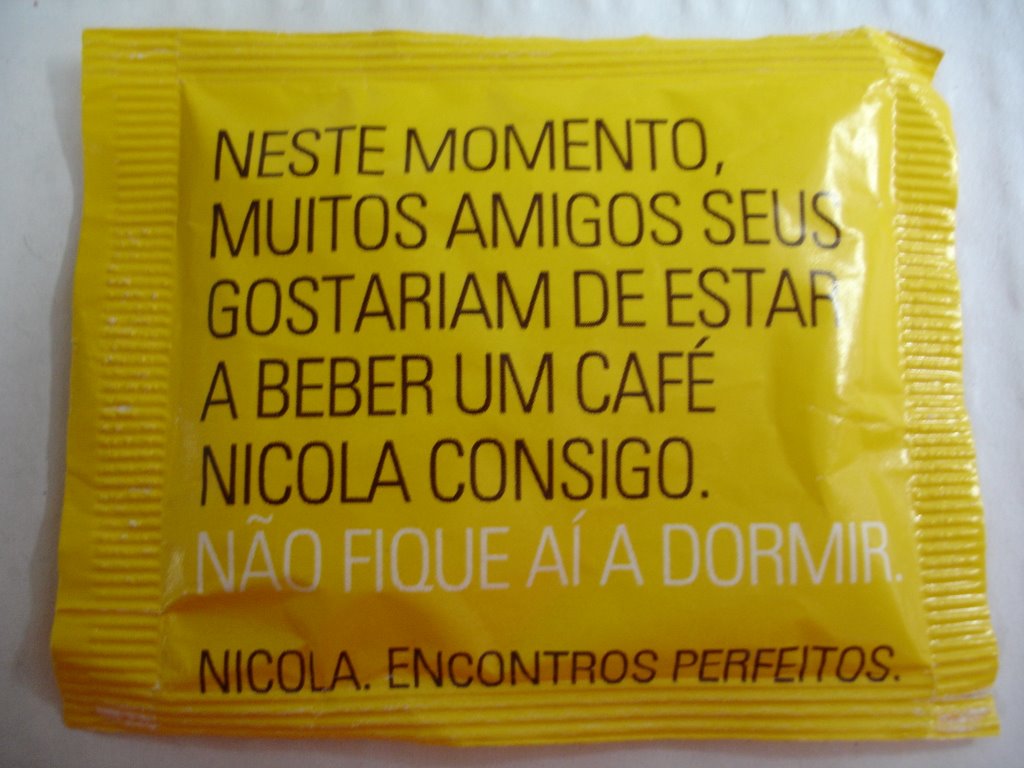 NESTE MOMENTO,
MUITOS AMIGOS SEUS
GOSTARIAM DE ESTAR
A BEBER UM CAFÉ
NICOLA CONSIGO.
NÃO FIQUE AÍ A DORMIR.
NICOLA. ENCONTROS PERFEITOS.